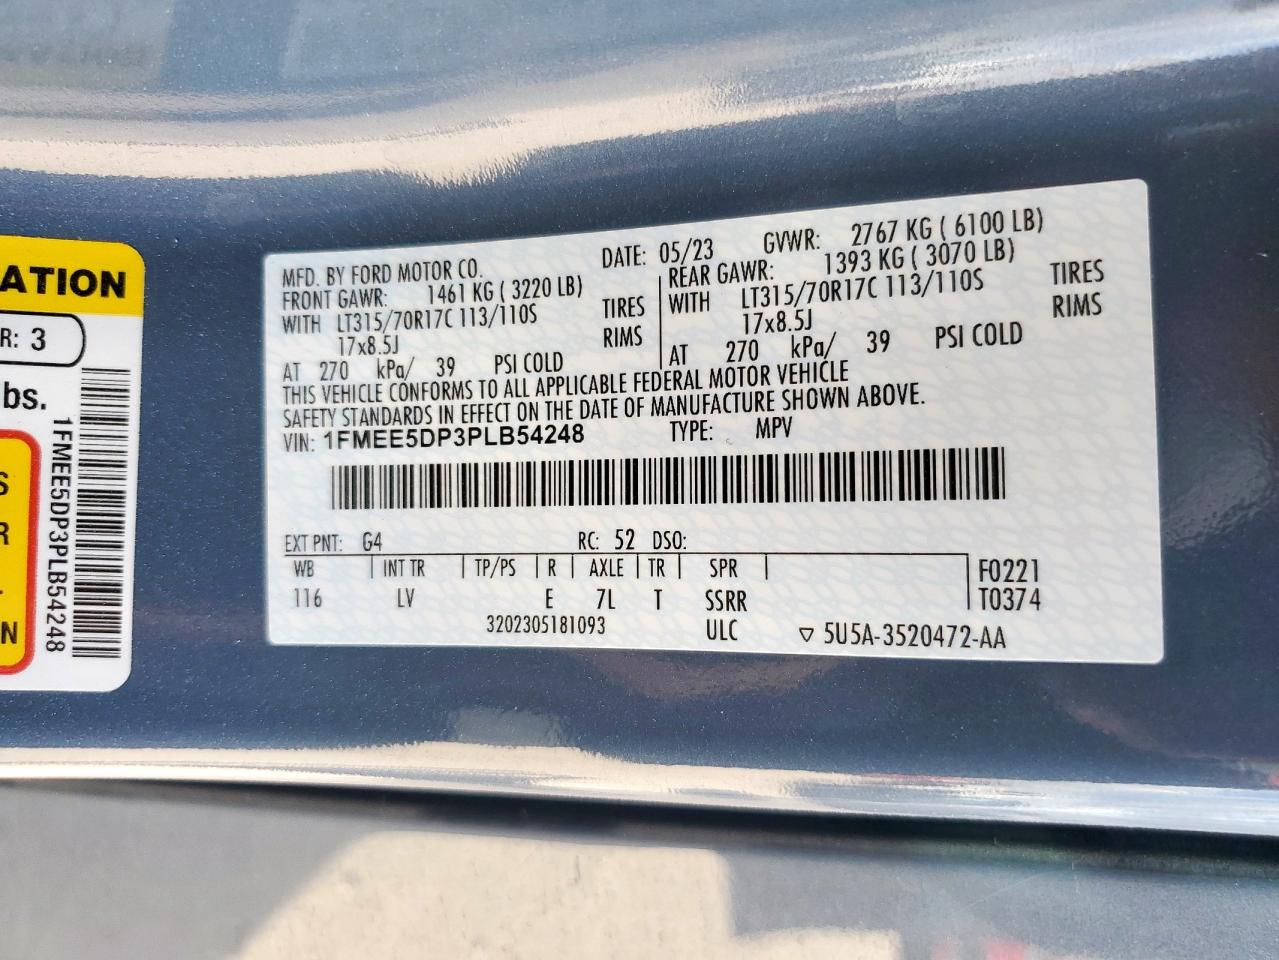 ATION
R: 3
bs.
S
R
N
1FMEE5DP3PLB54248
MFD. BY FORD MOTOR CO. DATE: 05/23 GVWR: 2767 KG ( 6100 LB)
FRONT GAWR: 1461 KG ( 3220 LB) REAR GAWR: 1393 KG ( 3070 LB)
WITH LT315/70R17C 113/110S TIRES WITH LT315/70R17C 113/110S TIRES
17x8.5J RIMS 17x8.5J RIMS
AT 270 kPa/ 39 PSI COLD AT 270 kPa/ 39 PSI COLD
THIS VEHICLE CONFORMS TO ALL APPLICABLE FEDERAL MOTOR VEHICLE
SAFETY STANDARDS IN EFFECT ON THE DATE OF MANUFACTURE SHOWN ABOVE.
VIN: 1FMEE5DP3PLB54248 TYPE: MPV
EXT PNT: G4 RC: 52 DSO:
WB INT TR TP/PS R AXLE TR SPR F0221
116 LV E 7L T SSRR T0374
3202305181093 ULC ▽ 5U5A-3520472-AA